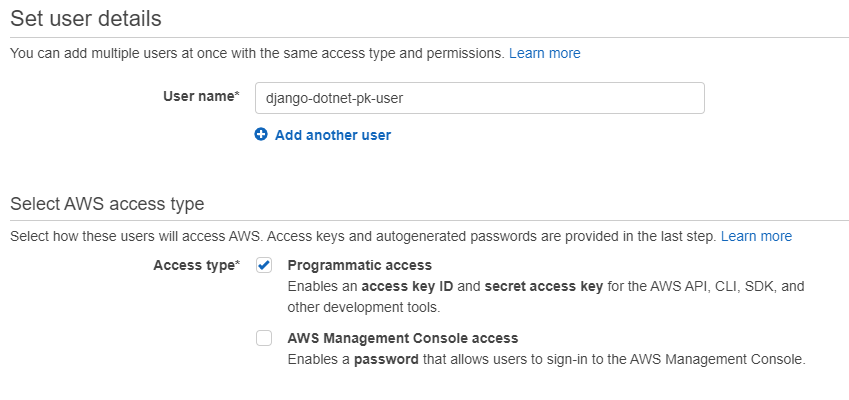 Set user details
You can add multiple users at once with the same access type and permissions. Learn more
User name*
django-dotnet-pk-user
Add another user
Select AWS access type
Select how these users will access AWS. Access keys and autogenerated passwords are provided in the last step. Learn more
Access type*
Programmatic access
Enables an access key ID and secret access key for the AWS API, CLI, SDK, and
other development tools.
AWS Management Console access
Enables a password that allows users to sign-in to the AWS Management Console.